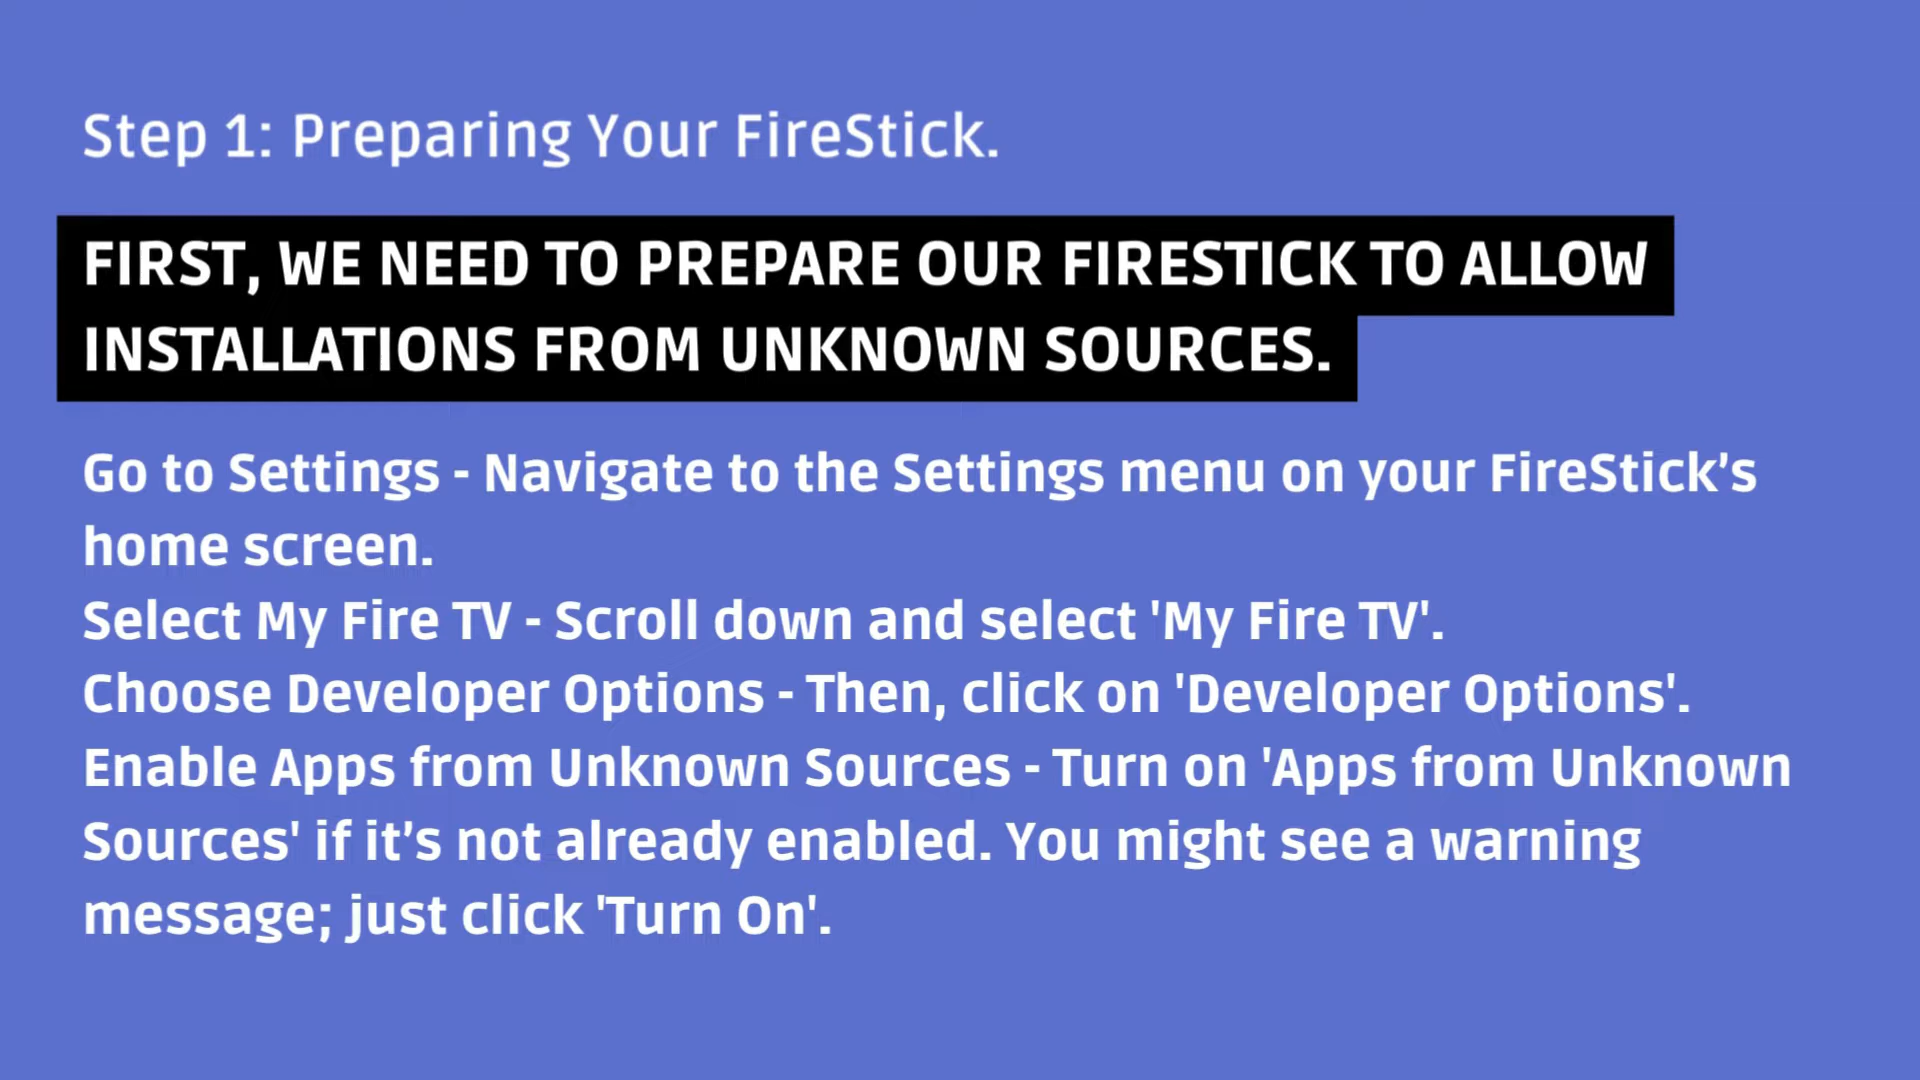 Step 1: Preparing Your FireStick.
FIRST, WE NEED TO PREPARE OUR FIRESTICK TO ALLOW
INSTALLATIONS FROM UNKNOWN SOURCES.
Go to Settings - Navigate to the Settings menu on your FireStick’s
home screen.
Select My Fire TV - Scroll down and select 'My Fire TV'.
Choose Developer Options - Then, click on 'Developer Options'.
Enable Apps from Unknown Sources - Turn on 'Apps from Unknown
Sources' if it’s not already enabled. You might see a warning
message; just click 'Turn On'.